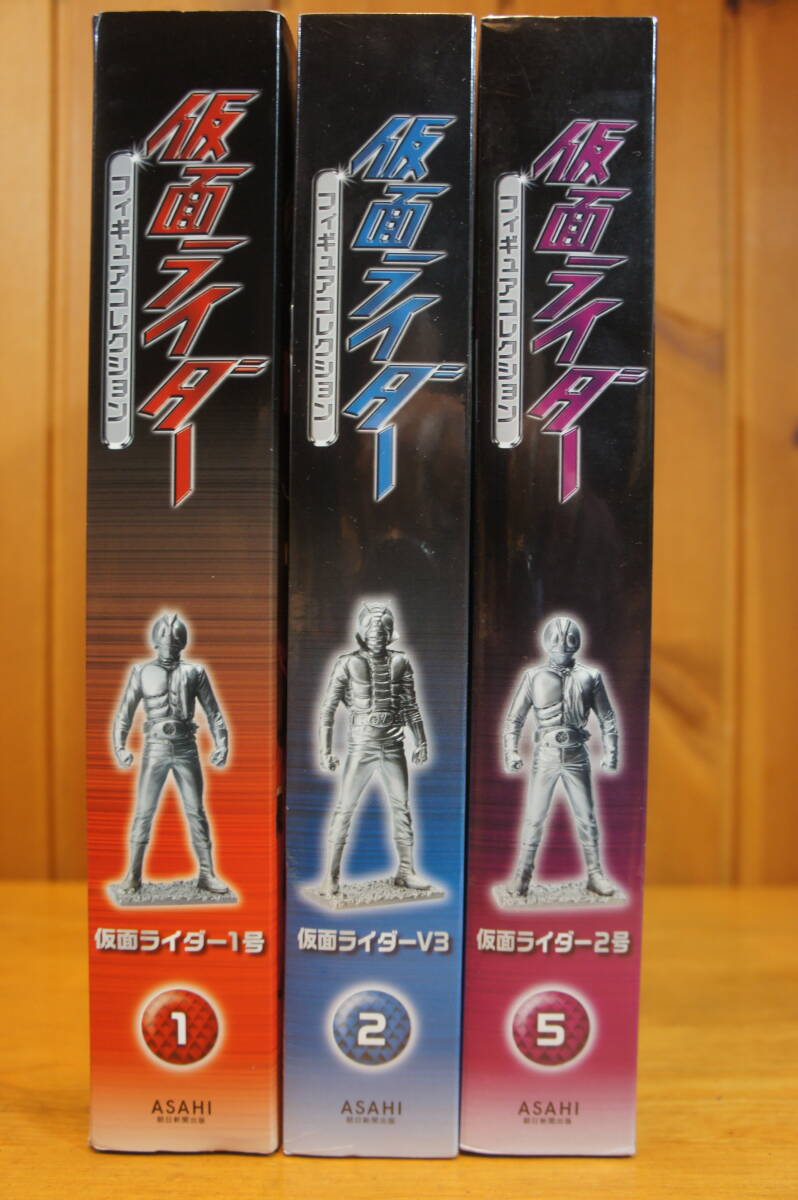 仮面ライダー
フィギュアコレクション
仮面ライダー1号
1
ASAHI
朝日新聞出版
仮面ライダー
フィギュアコレクション
仮面ライダーV3
2
ASAHI
朝日新聞出版
仮面ライダー
フィギュアコレクション
仮面ライダー2号
5
ASAHI
朝日新聞出版